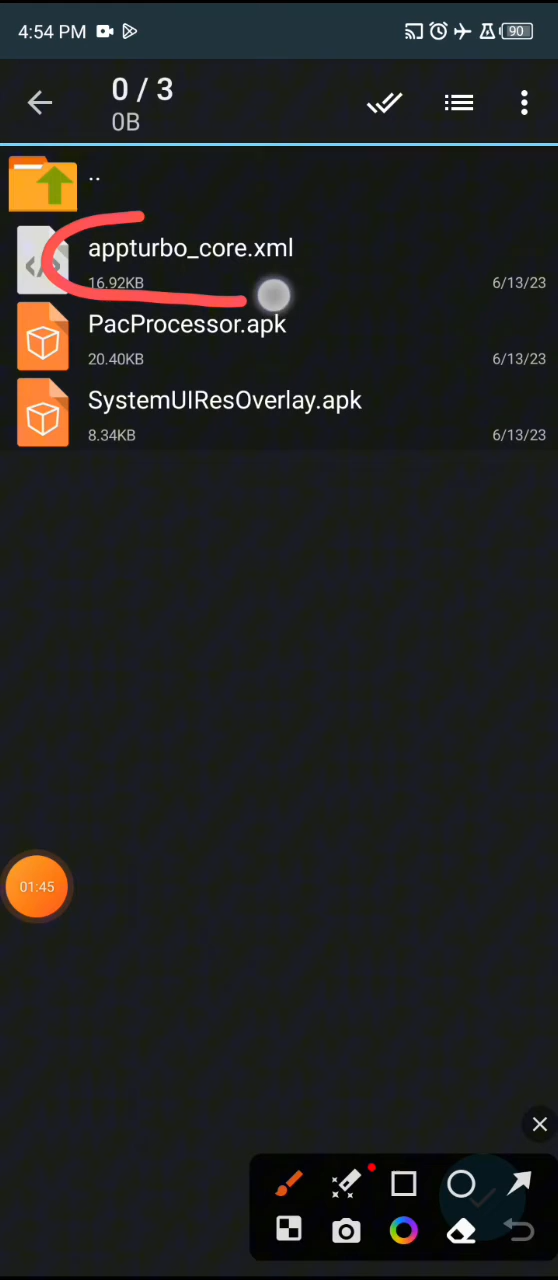 4:54 PM
90
0 / 3
0B
..
appturbo_core.xml
16.92KB
6/13/23
PacProcessor.apk
20.40KB
6/13/23
SystemUIResOverlay.apk
8.34KB
6/13/23
01:45